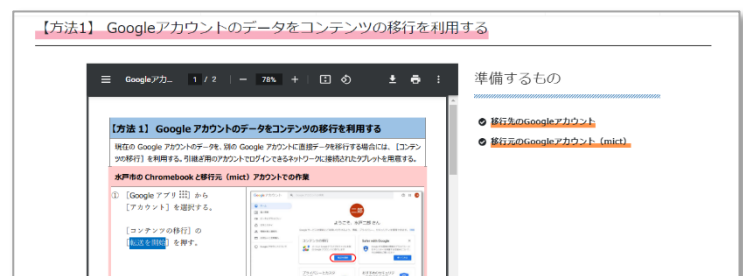 【方法1】 Googleアカウントのデータをコンテンツの移行を利用する
Googleアカ…
1 / 2
78%
準備するもの
移行先のGoogleアカウント
移行元のGoogleアカウント（mict）
【方法 1】 Google アカウントのデータをコンテンツの移行を利用する
現在の Google アカウントのデータを、別の Google アカウントに直接データを移行する場合には、【コンテン
ツの移行】を利用する。引継ぎ用のアカウントでログインできるネットワークに接続されたタブレットを用意する。
水戸市の Chromebook と移行元（mict）アカウントでの作業
① ［Google アプリ］から
［アカウント］を選択する。
［コンテンツの移行］の
［転送を開始］を押す。